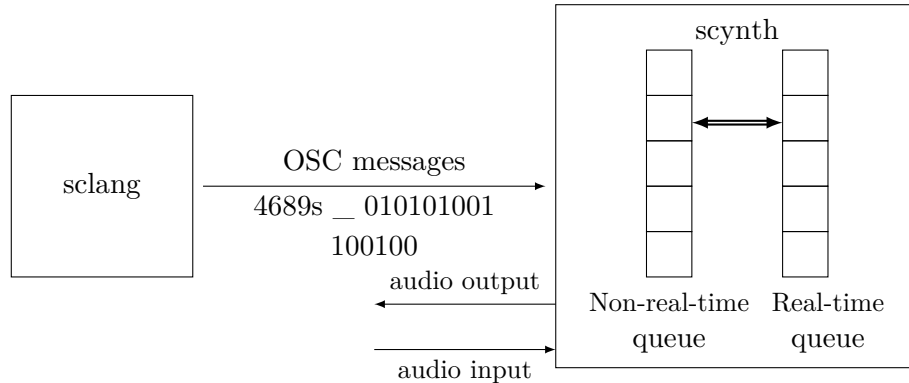 scynth
sclang
OSC messages
4689s _ 010101001
100100
audio output
audio input
Non-real-time
queue
Real-time
queue